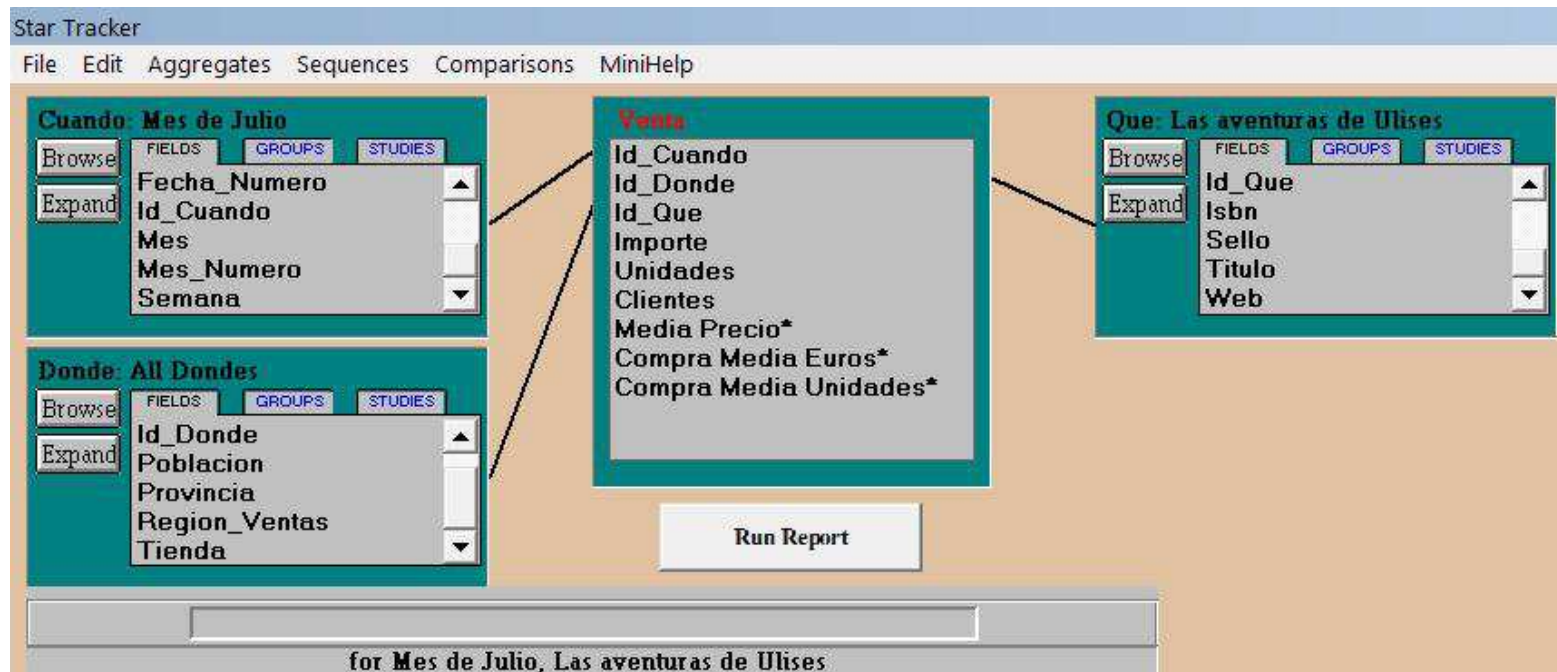 Star Tracker
File Edit Aggregates Sequences Comparisons MiniHelp
Cuando: Mes de Julio
Browse
Expand
FIELDS GROUPS STUDIES
Fecha_Numero
Id_Cuando
Mes
Mes_Numero
Semana
Donde: All Dondes
Browse
Expand
FIELDS GROUPS STUDIES
Id_Donde
Poblacion
Provincia
Region_Ventas
Tienda
Venta
Id_Cuando
Id_Donde
Id_Que
Importe
Unidades
Clientes
Media Precio*
Compra Media Euros*
Compra Media Unidades*
Run Report
Que: Las aventuras de Ulises
Browse
Expand
FIELDS GROUPS STUDIES
Id_Que
Isbn
Sello
Titulo
Web
for Mes de Julio, Las aventuras de Ulises